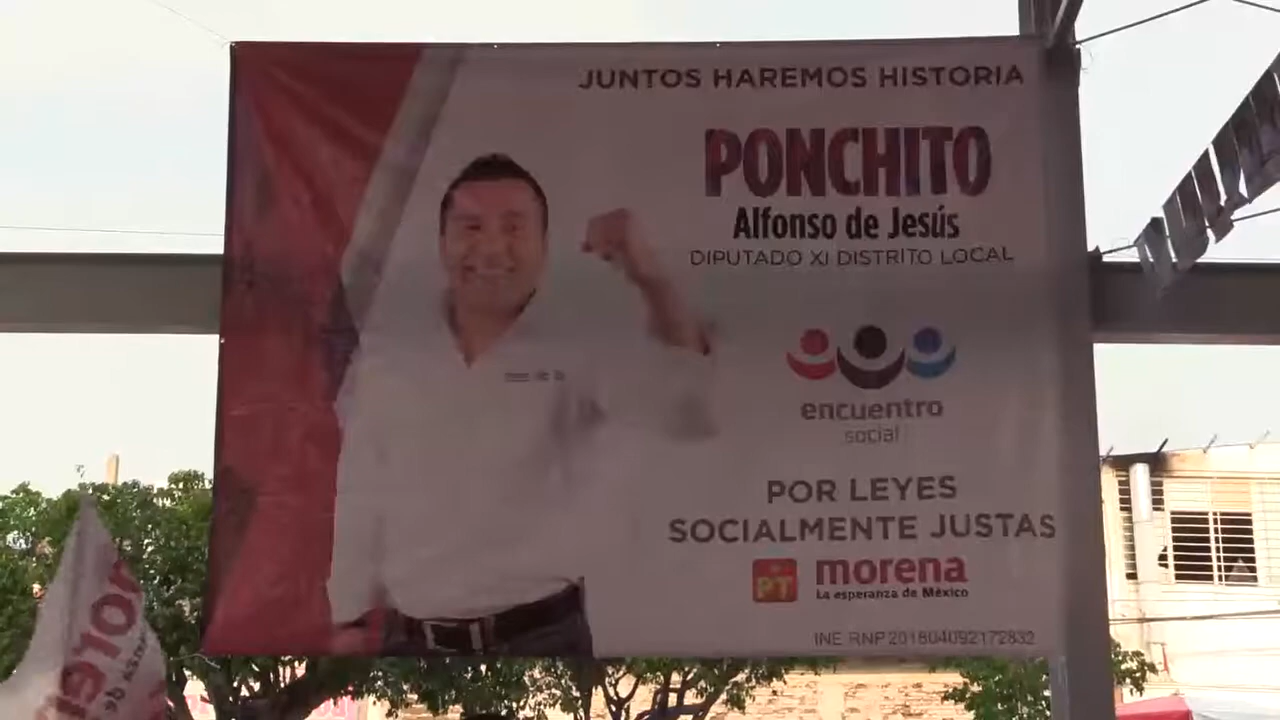 JUNTOS HAREMOS HISTORIA
PONCHITO
Alfonso de Jesús
DIPUTADO XI DISTRITO LOCAL
encuentro
social
POR LEYES
SOCIALMENTE JUSTAS
PT
morena
La esperanza de México
INE RNP 201804092172832
morena